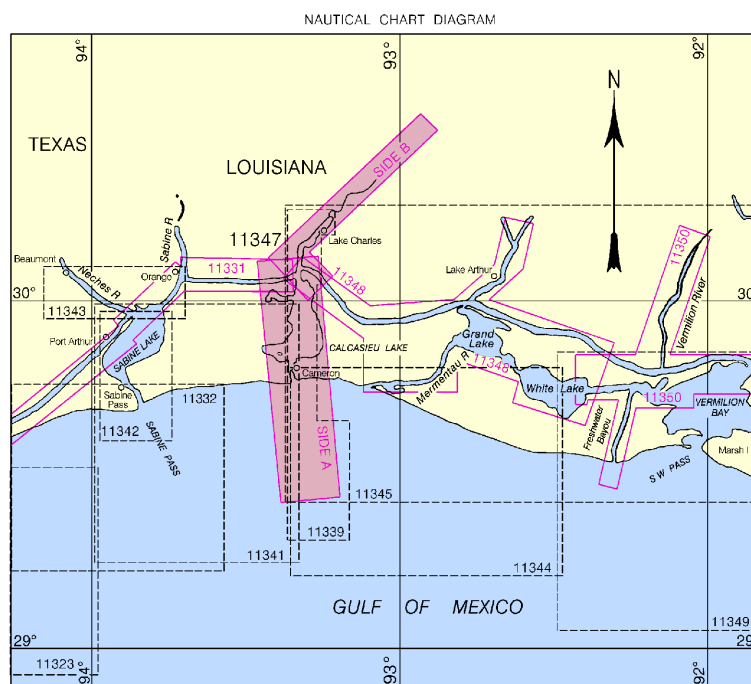 NAUTICAL CHART DIAGRAM
94°
93°
92°
N
TEXAS
LOUISIANA
SIDE B
Sabine R
11347
Lake Charles
11350
Beaumont
Neches R
Orango
11331
11348
Lake Arthur
30°
30°
11343
Vermilion River
Port Arthur
SABINE LAKE
CALCASIEU LAKE
Grand
Lake
Cameron
Mermentau R
11348
White Lake
Sabine
Pass
11332
11350
VERMILION
BAY
11342
SABINE PASS
SIDE A
Freshwater
Bayou
Marsh I
S W PASS
11345
11339
11341
11344
GULF OF MEXICO
11349
29°
29°
11323
94°
93°
92°